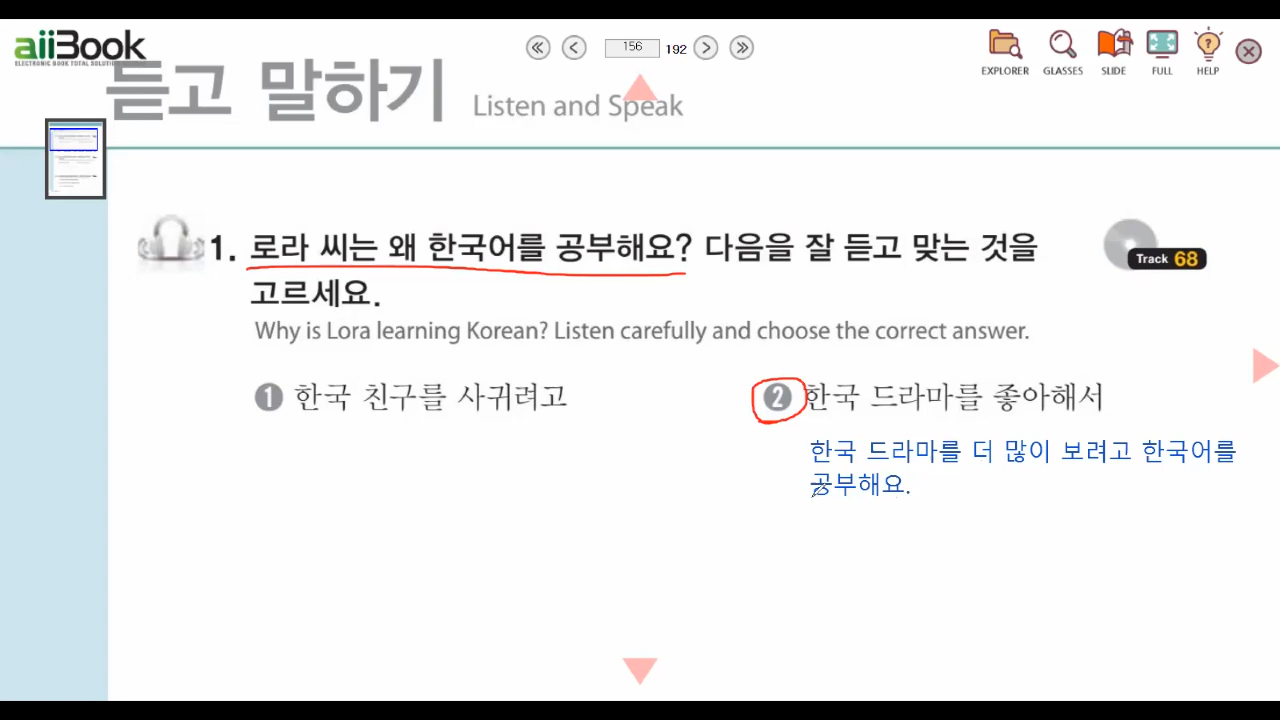 aiiBook
ELECTRONIC BOOK TOTAL SOLUTION
156 192
EXPLORER GLASSES SLIDE FULL HELP
듣고 말하기 Listen and Speak
1. 로라 씨는 왜 한국어를 공부해요? 다음을 잘 듣고 맞는 것을
고르세요.
Track 68
Why is Lora learning Korean? Listen carefully and choose the correct answer.
1 한국 친구를 사귀려고
2 한국 드라마를 좋아해서
한국 드라마를 더 많이 보려고 한국어를
공부해요.